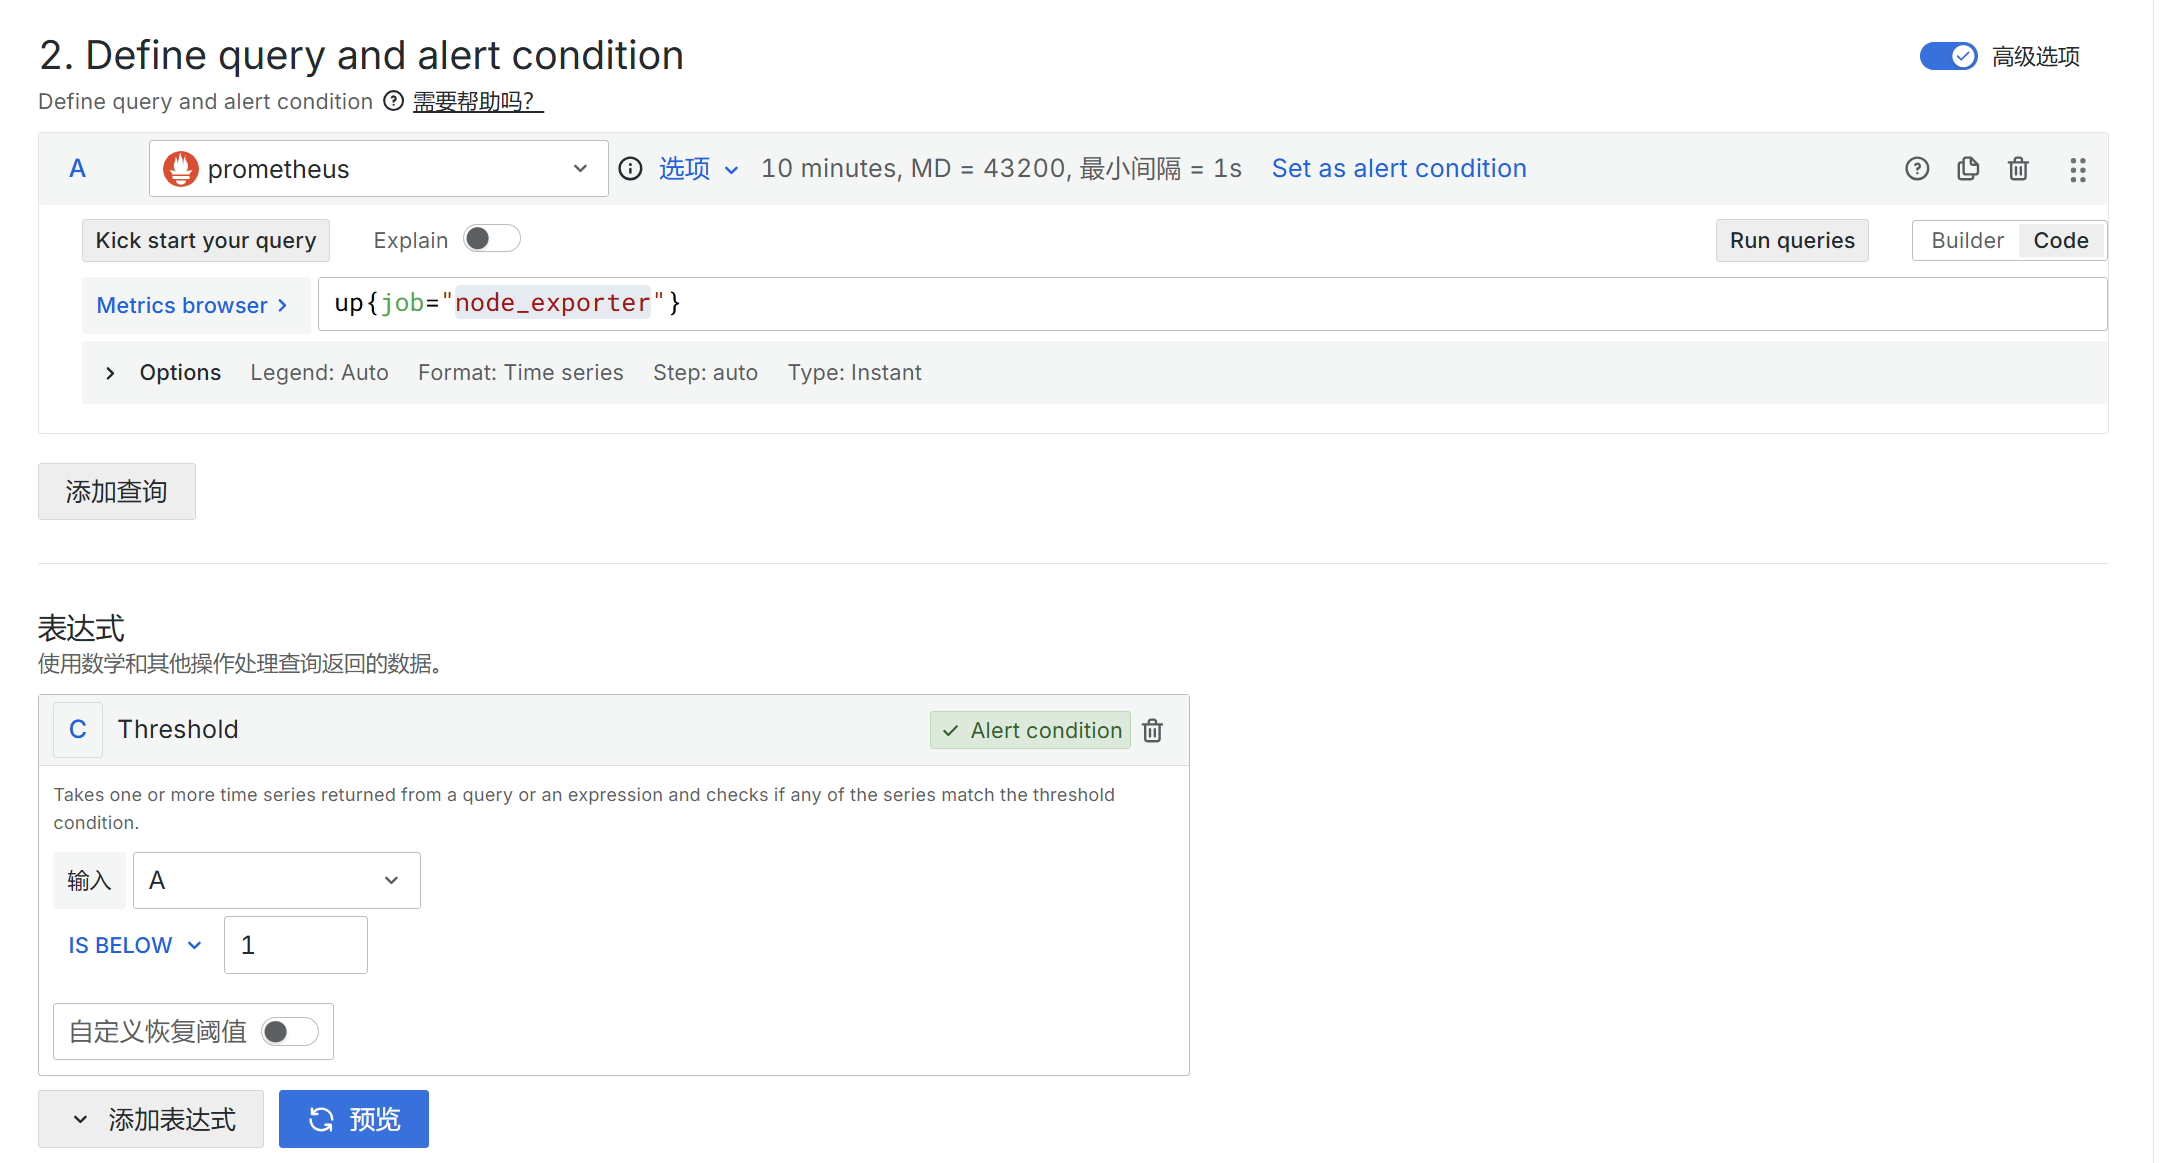 2. Define query and alert condition
高级选项
Define query and alert condition 需要帮助吗？
A prometheus 选项 10 minutes, MD = 43200, 最小间隔 = 1s Set as alert condition
Kick start your query Explain Run queries Builder Code
Metrics browser up{job="node_exporter"}
Options Legend: Auto Format: Time series Step: auto Type: Instant
添加查询
表达式
使用数学和其他操作处理查询返回的数据。
C Threshold Alert condition
Takes one or more time series returned from a query or an expression and checks if any of the series match the threshold
condition.
输入 A
IS BELOW 1
自定义恢复阈值
添加表达式 预览